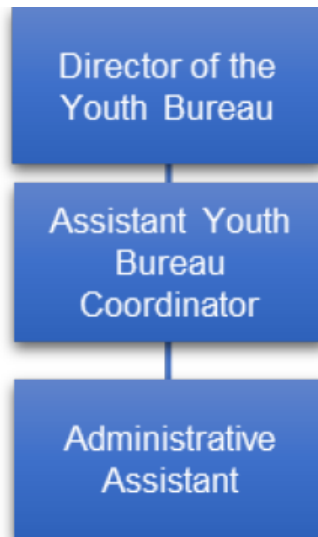 Director of the
Youth Bureau
Assistant Youth
Bureau
Coordinator
Administrative
Assistant